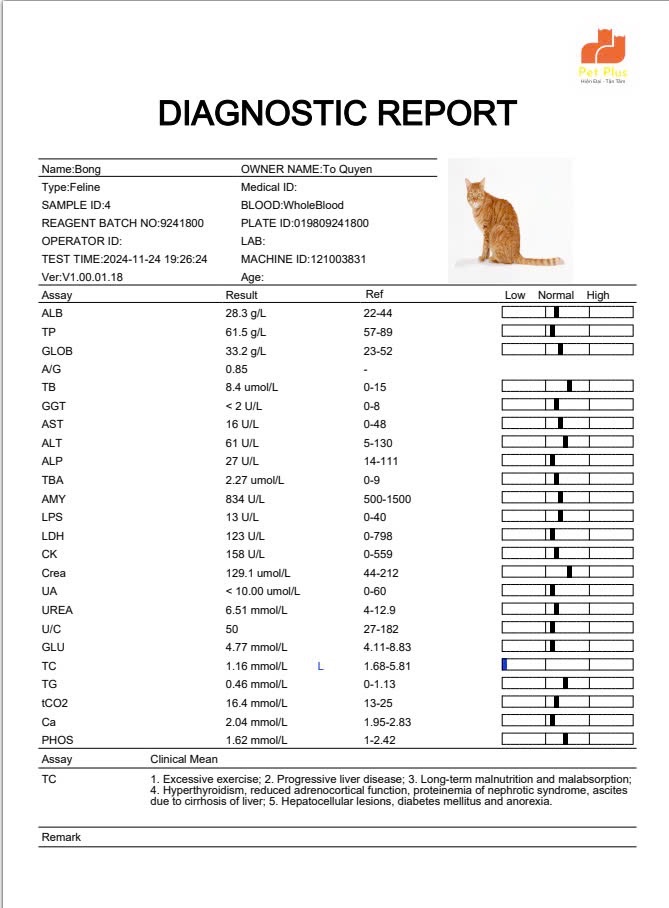 Pet Plus
Hiện Đại - Tận Tâm
DIAGNOSTIC REPORT
Name:Bong OWNER NAME:To Quyen
Type:Feline Medical ID:
SAMPLE ID:4 BLOOD:WholeBlood
REAGENT BATCH NO:9241800 PLATE ID:019809241800
OPERATOR ID: LAB:
TEST TIME:2024-11-24 19:26:24 MACHINE ID:121003831
Ver:V1.00.01.18 Age:
Assay Result Ref Low Normal High
ALB 28.3 g/L 22-44
TP 61.5 g/L 57-89
GLOB 33.2 g/L 23-52
A/G 0.85 -
TB 8.4 umol/L 0-15
GGT < 2 U/L 0-8
AST 16 U/L 0-48
ALT 61 U/L 5-130
ALP 27 U/L 14-111
TBA 2.27 umol/L 0-9
AMY 834 U/L 500-1500
LPS 13 U/L 0-40
LDH 123 U/L 0-798
CK 158 U/L 0-559
Crea 129.1 umol/L 44-212
UA < 10.00 umol/L 0-60
UREA 6.51 mmol/L 4-12.9
U/C 50 27-182
GLU 4.77 mmol/L 4.11-8.83
TC 1.16 mmol/L L 1.68-5.81
TG 0.46 mmol/L 0-1.13
tCO2 16.4 mmol/L 13-25
Ca 2.04 mmol/L 1.95-2.83
PHOS 1.62 mmol/L 1-2.42
Assay Clinical Mean
TC 1. Excessive exercise; 2. Progressive liver disease; 3. Long-term malnutrition and malabsorption;
4. Hyperthyroidism, reduced adrenocortical function, proteinemia of nephrotic syndrome, ascites
due to cirrhosis of liver; 5. Hepatocellular lesions, diabetes mellitus and anorexia.
Remark